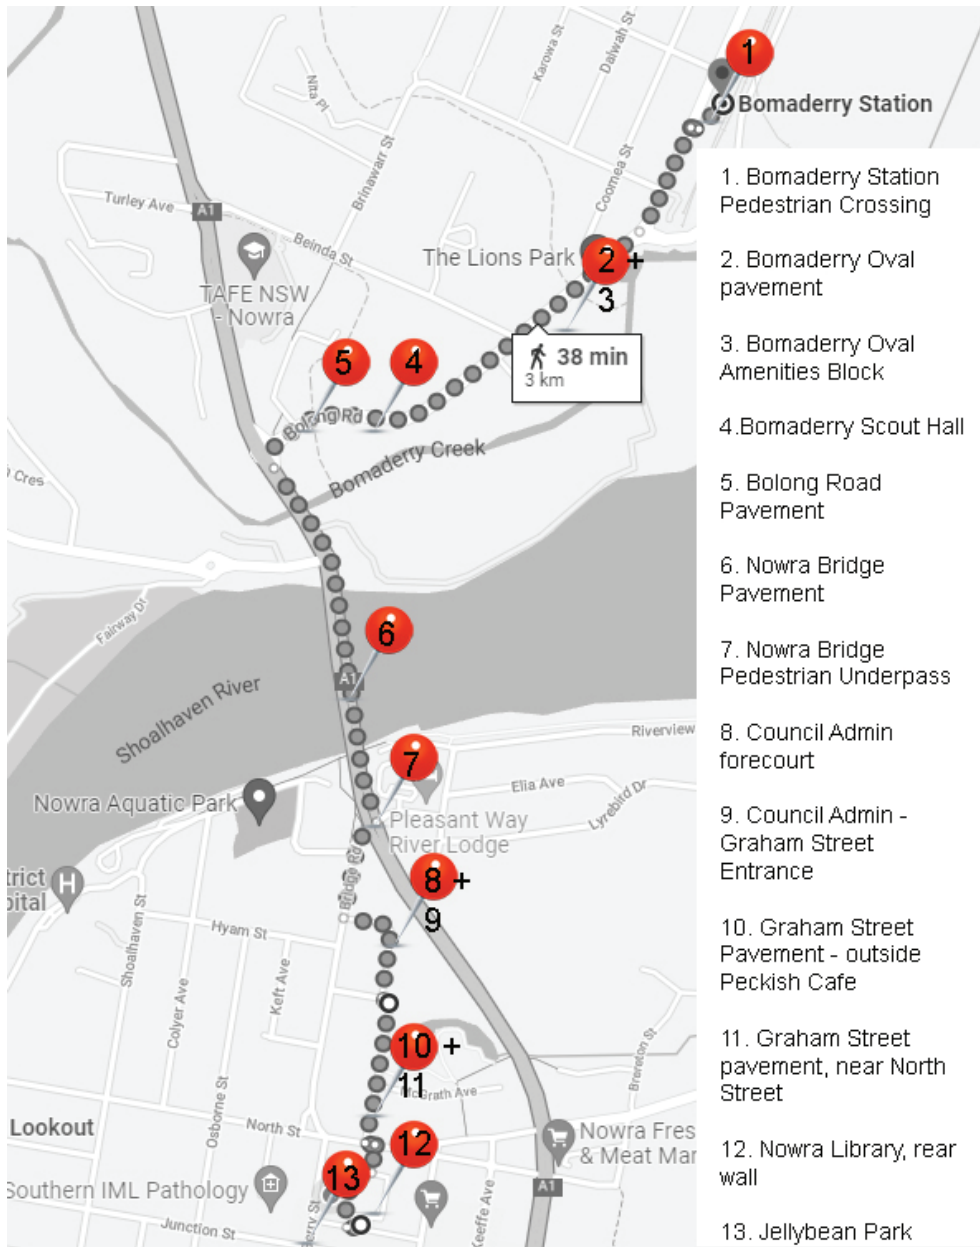 1
Bomaderry Station
Karowa St
Dalwah St
Nita Pl
Brinawarr St
Coomea St
Turley Ave
A1
Beinda St
The Lions Park
2 +
3
TAFE NSW
- Nowra
38 min
3 km
5
4
Bolong Rd
Bomaderry Creek
Cres
Fairway Dr
6
A1
Shoalhaven River
7
Riverview
Elia Ave
Lyrebird Dr
Nowra Aquatic Park
Pleasant Way
River Lodge
trict
pital
H
8 +
9
Bridge Rd
Hyam St
Shoalhaven St
Colyer Ave
Keft Ave
10 +
11
McGrath Ave
Brereton St
Osborne St
Lookout
North St
12
Nowra Fres
& Meat Mar
13
Southern IML Pathology
Berry St
Junction St
Keeffe Ave
A1
1. Bomaderry Station
Pedestrian Crossing
2. Bomaderry Oval
pavement
3. Bomaderry Oval
Amenities Block
4.Bomaderry Scout Hall
5. Bolong Road
Pavement
6. Nowra Bridge
Pavement
7. Nowra Bridge
Pedestrian Underpass
8. Council Admin
forecourt
9. Council Admin -
Graham Street
Entrance
10. Graham Street
Pavement - outside
Peckish Cafe
11. Graham Street
pavement, near North
Street
12. Nowra Library, rear
wall
13. Jellybean Park